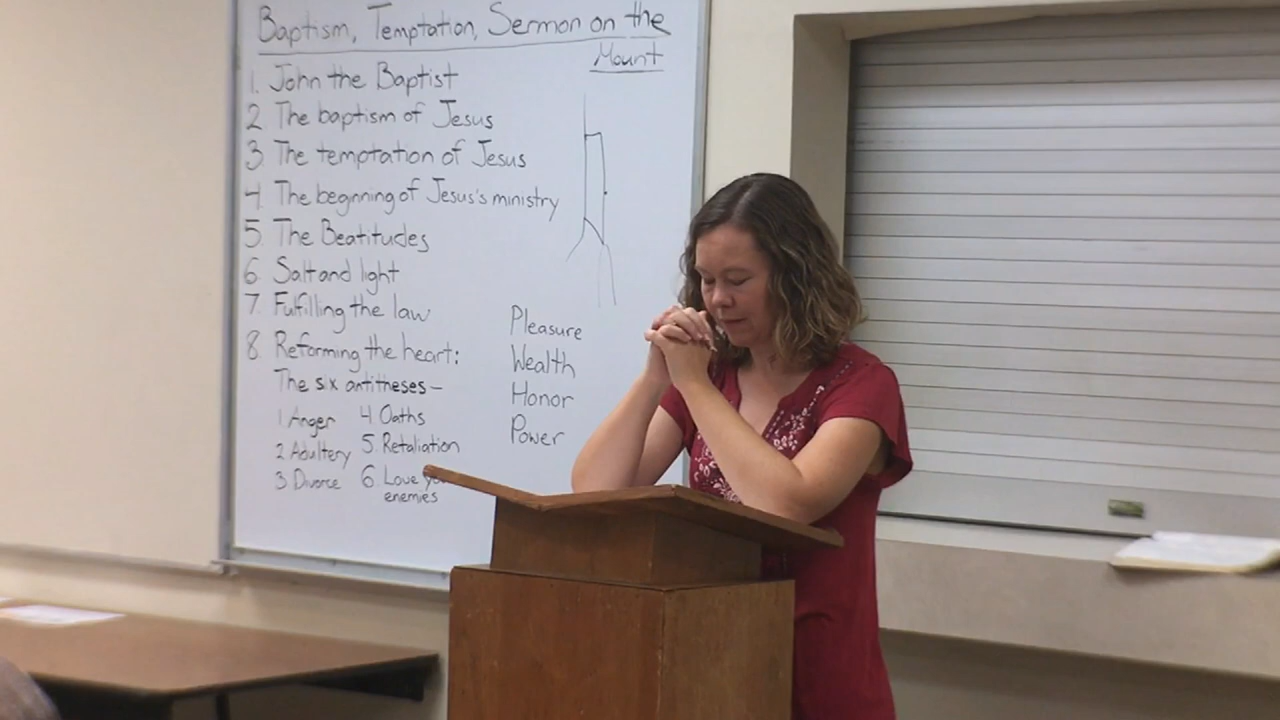 Baptism, Temptation, Sermon on the
Mount
1. John the Baptist
2 The baptism of Jesus
3 The temptation of Jesus
4. The beginning of Jesus's ministry
5. The Beatitudes
6. Salt and light
7. Fulfilling the law
8. Reforming the heart:
The six antitheses–
1 Anger 4. Oaths
2 Adultery 5. Retaliation
3 Divorce 6. Love
enemies
Pleasure
Wealth
Honor
Power